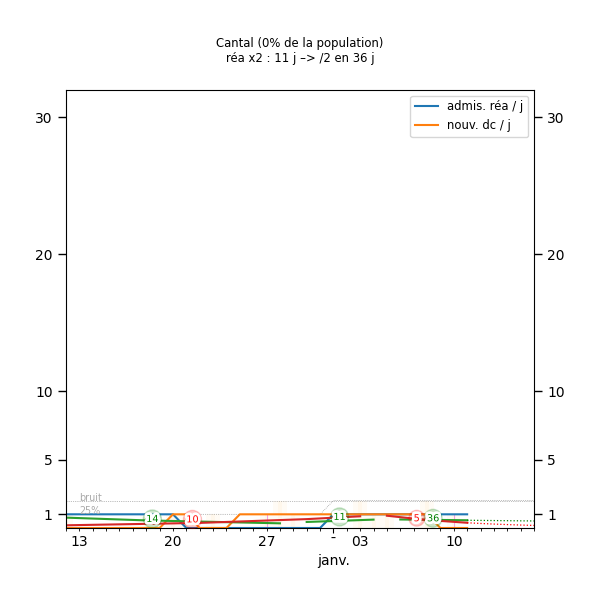 Cantal (0% de la population)
réa x2 : 11 j –> /2 en 36 j
admis. réa / j
nouv. dc / j
30 30
20 20
10 10
5 5
bruit
25%
1 1
14 10 11 5 36
13 20 27 - 03 10
janv.